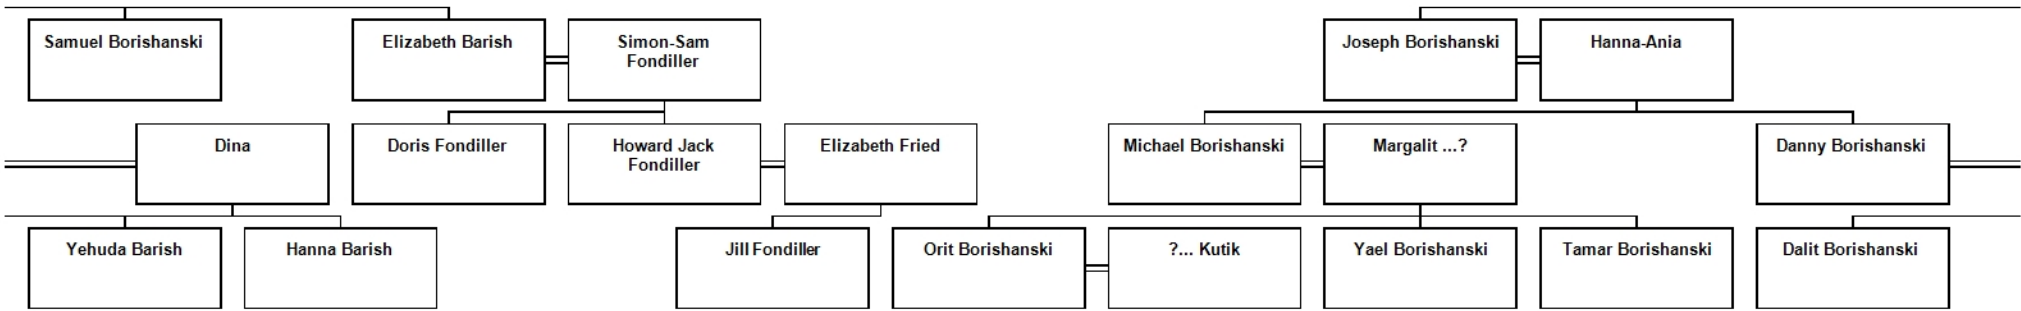 Samuel Borishanski
Elizabeth Barish
Simon-Sam
Fondiller
Joseph Borishanski
Hanna-Ania
Dina
Doris Fondiller
Howard Jack
Fondiller
Elizabeth Fried
Michael Borishanski
Margalit ...?
Danny Borishanski
Yehuda Barish
Hanna Barish
Jill Fondiller
Orit Borishanski
?... Kutik
Yael Borishanski
Tamar Borishanski
Dalit Borishanski